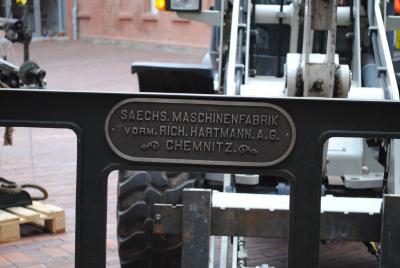 SAECHS. MASCHINENFABRIK
VORM. RICH. HARTMANN. A.G.
CHEMNITZ.